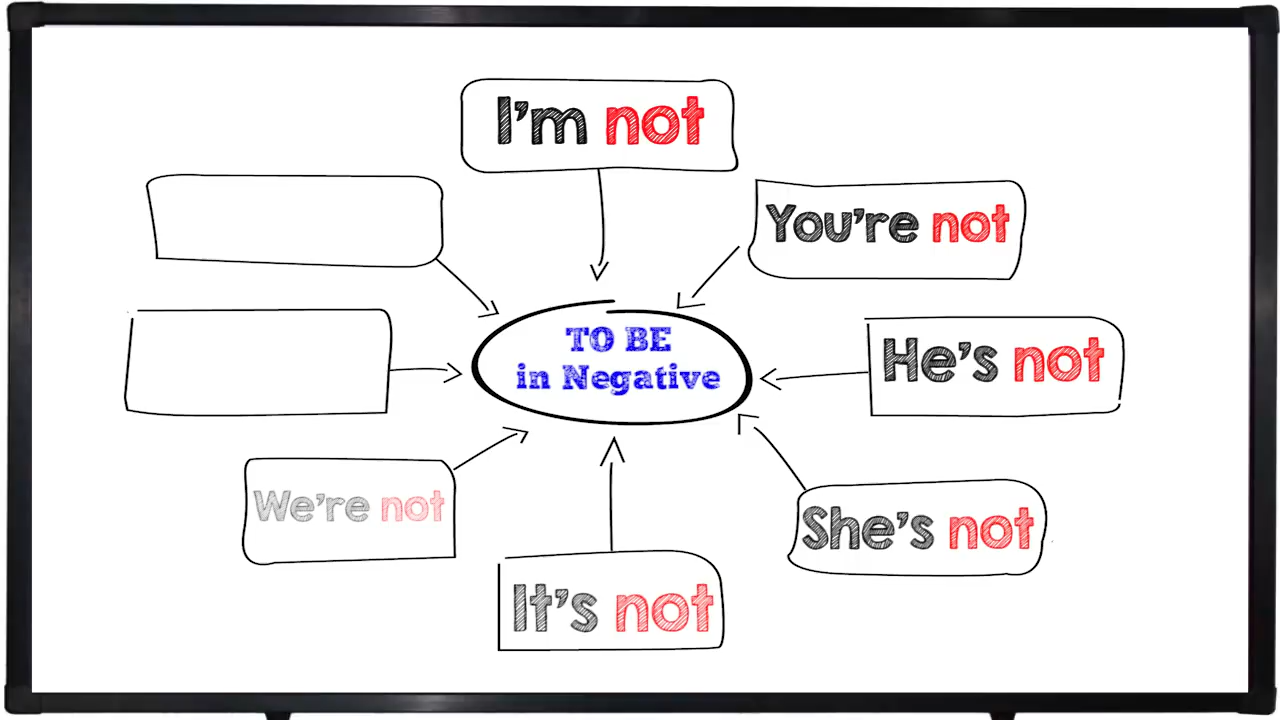 I'm not
You're not
TO BE
in Negative
He's not
We're not
She's not
It's not